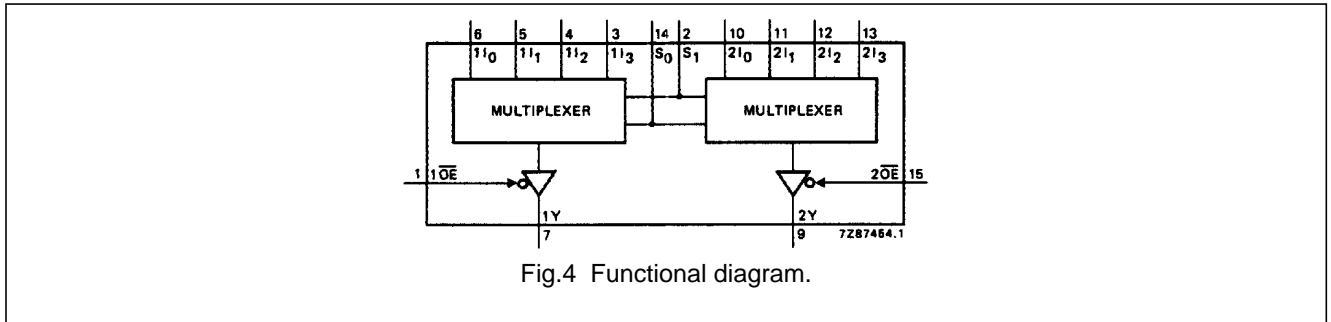 6 5 4 3 14 2 10 11 12 13
1I0 1I1 1I2 1I3 S0 S1 2I0 2I1 2I2 2I3
MULTIPLEXER MULTIPLEXER
1 1OE 2OE 15
1Y 2Y
7 9 7Z87464.1
Fig.4 Functional diagram.